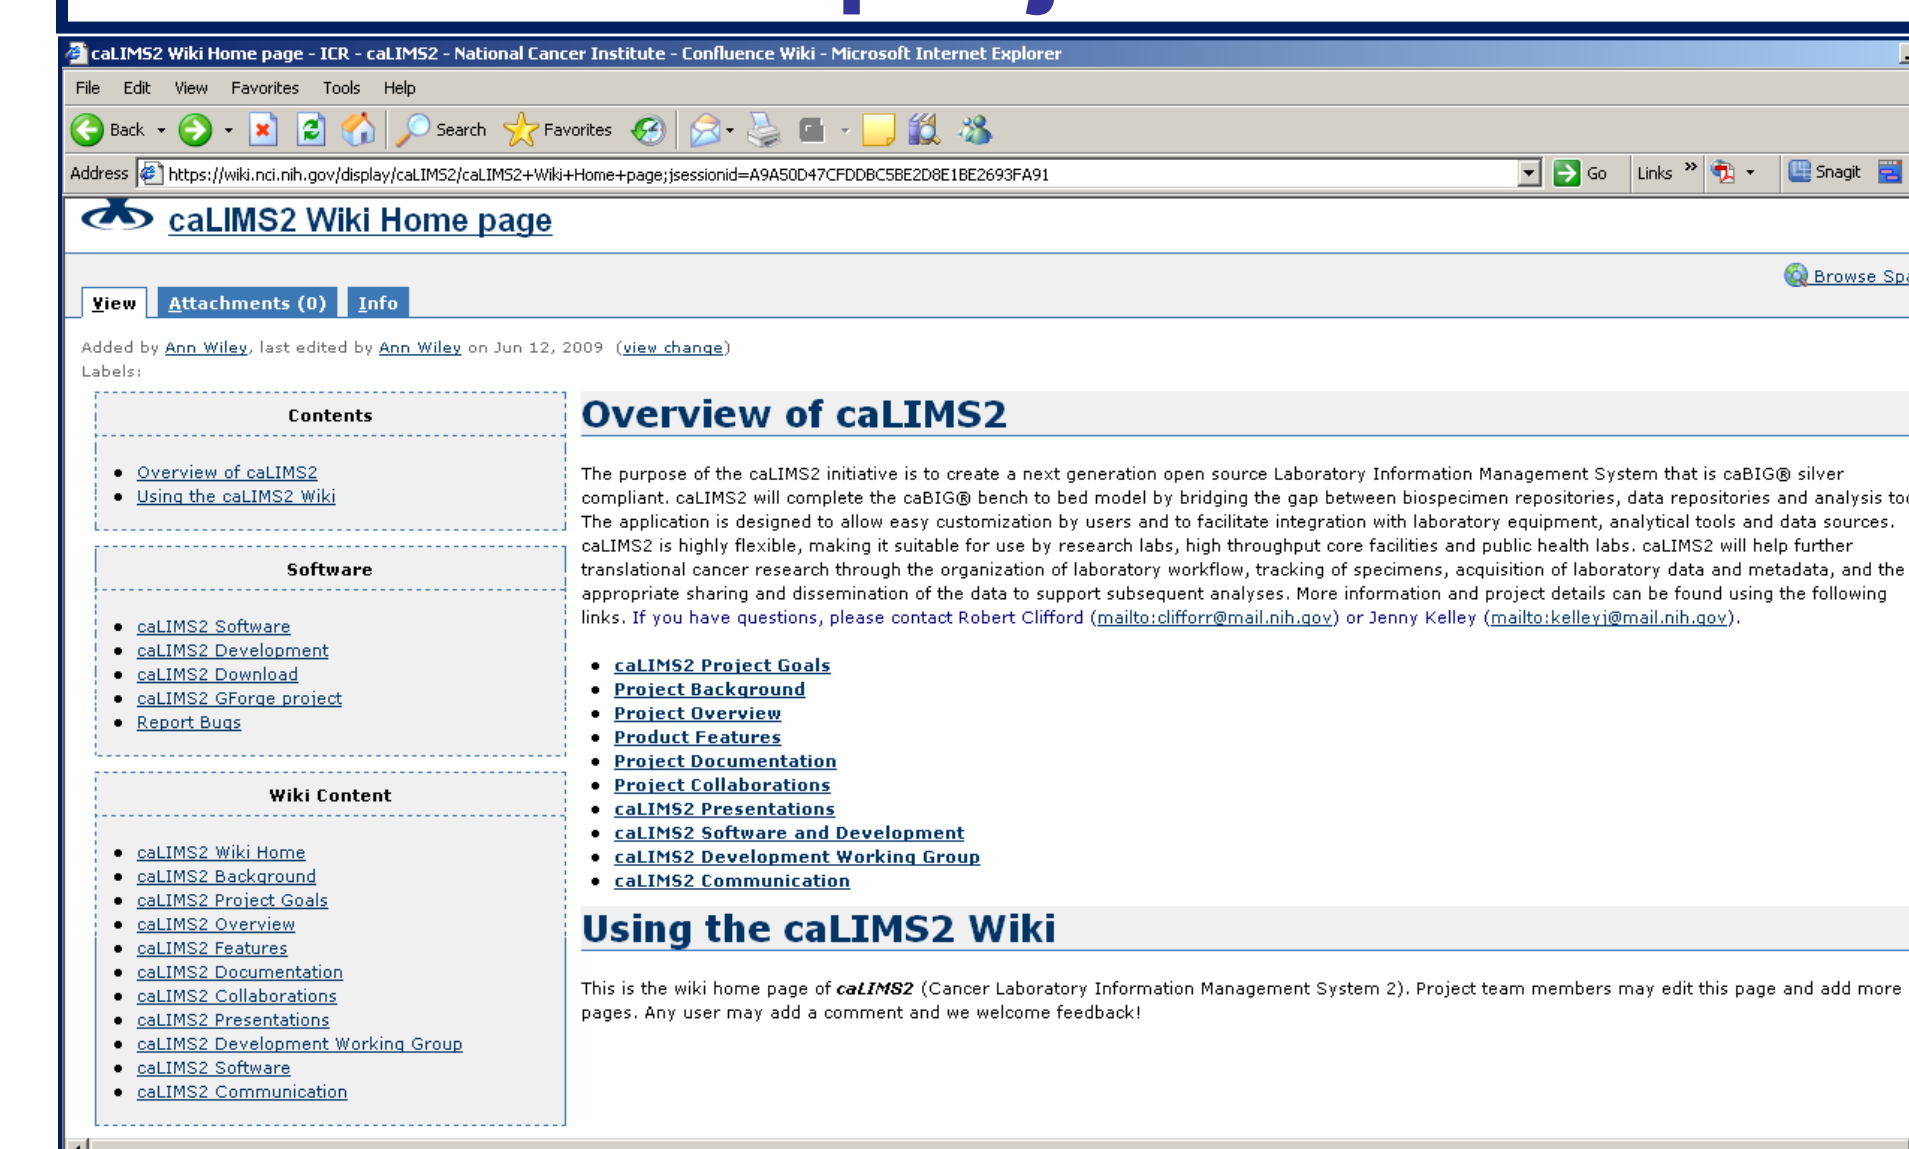 caLIMS2 Wiki Home page - ICR - caLIMS2 - National Cancer Institute - Confluence Wiki - Microsoft Internet Explorer
File Edit View Favorites Tools Help
Back Search Favorites
Address https://wiki.nci.nih.gov/display/caLIMS2/caLIMS2+Wiki+Home+page;jsessionid=A9A50D47CFDDBC5BE2D8E1BE2693FA91 Go Links » Snagit
caLIMS2 Wiki Home page
Browse Spa
View Attachments (0) Info
Added by Ann Wiley, last edited by Ann Wiley on Jun 12, 2009 (view change)
Labels:
Contents
Overview of caLIMS2
Using the caLIMS2 Wiki
Software
caLIMS2 Software
caLIMS2 Development
caLIMS2 Download
caLIMS2 GForge project
Report Bugs
Wiki Content
caLIMS2 Wiki Home
caLIMS2 Background
caLIMS2 Project Goals
caLIMS2 Overview
caLIMS2 Features
caLIMS2 Documentation
caLIMS2 Collaborations
caLIMS2 Presentations
caLIMS2 Development Working Group
caLIMS2 Software
caLIMS2 Communication
Overview of caLIMS2
The purpose of the caLIMS2 initiative is to create a next generation open source Laboratory Information Management System that is caBIG® silver
compliant. caLIMS2 will complete the caBIG® bench to bed model by bridging the gap between biospecimen repositories, data repositories and analysis too
The application is designed to allow easy customization by users and to facilitate integration with laboratory equipment, analytical tools and data sources.
caLIMS2 is highly flexible, making it suitable for use by research labs, high throughput core facilities and public health labs. caLIMS2 will help further
translational cancer research through the organization of laboratory workflow, tracking of specimens, acquisition of laboratory data and metadata, and the
appropriate sharing and dissemination of the data to support subsequent analyses. More information and project details can be found using the following
links. If you have questions, please contact Robert Clifford (mailto:clifforr@mail.nih.gov) or Jenny Kelley (mailto:kelleyj@mail.nih.gov).
caLIMS2 Project Goals
Project Background
Project Overview
Product Features
Project Documentation
Project Collaborations
caLIMS2 Presentations
caLIMS2 Software and Development
caLIMS2 Development Working Group
caLIMS2 Communication
Using the caLIMS2 Wiki
This is the wiki home page of caLIMS2 (Cancer Laboratory Information Management System 2). Project team members may edit this page and add more
pages. Any user may add a comment and we welcome feedback!